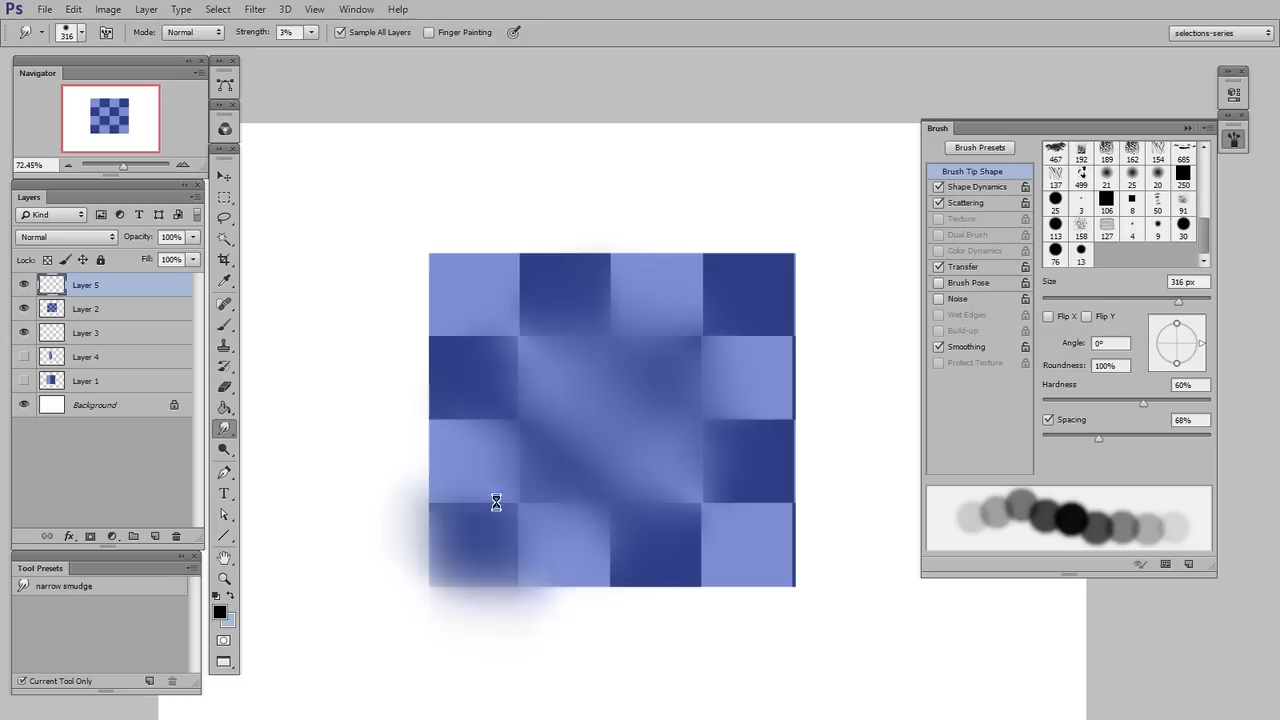 Ps File Edit Image Layer Type Select Filter 3D View Window Help
316 Mode: Normal Strength: 3% Sample All Layers Finger Painting selections-series
Navigator
72.45%
Layers
Kind
Normal Opacity: 100%
Lock: Fill: 100%
Layer 5
Layer 2
Layer 3
Layer 4
Layer 1
Background
fx
Tool Presets
narrow smudge
Current Tool Only
T
Brush
Brush Presets
Brush Tip Shape
Shape Dynamics
Scattering
Texture
Dual Brush
Color Dynamics
Transfer
Brush Pose
Noise
Wet Edges
Build-up
Smoothing
Protect Texture
467 192 189 162 154 685
137 499 21 25 20 250
25 3 106 8 50 91
113 158 127 4 9 30
76 13
Size 316 px
Flip X Flip Y
Angle: 0°
Roundness: 100%
Hardness 60%
Spacing 68%